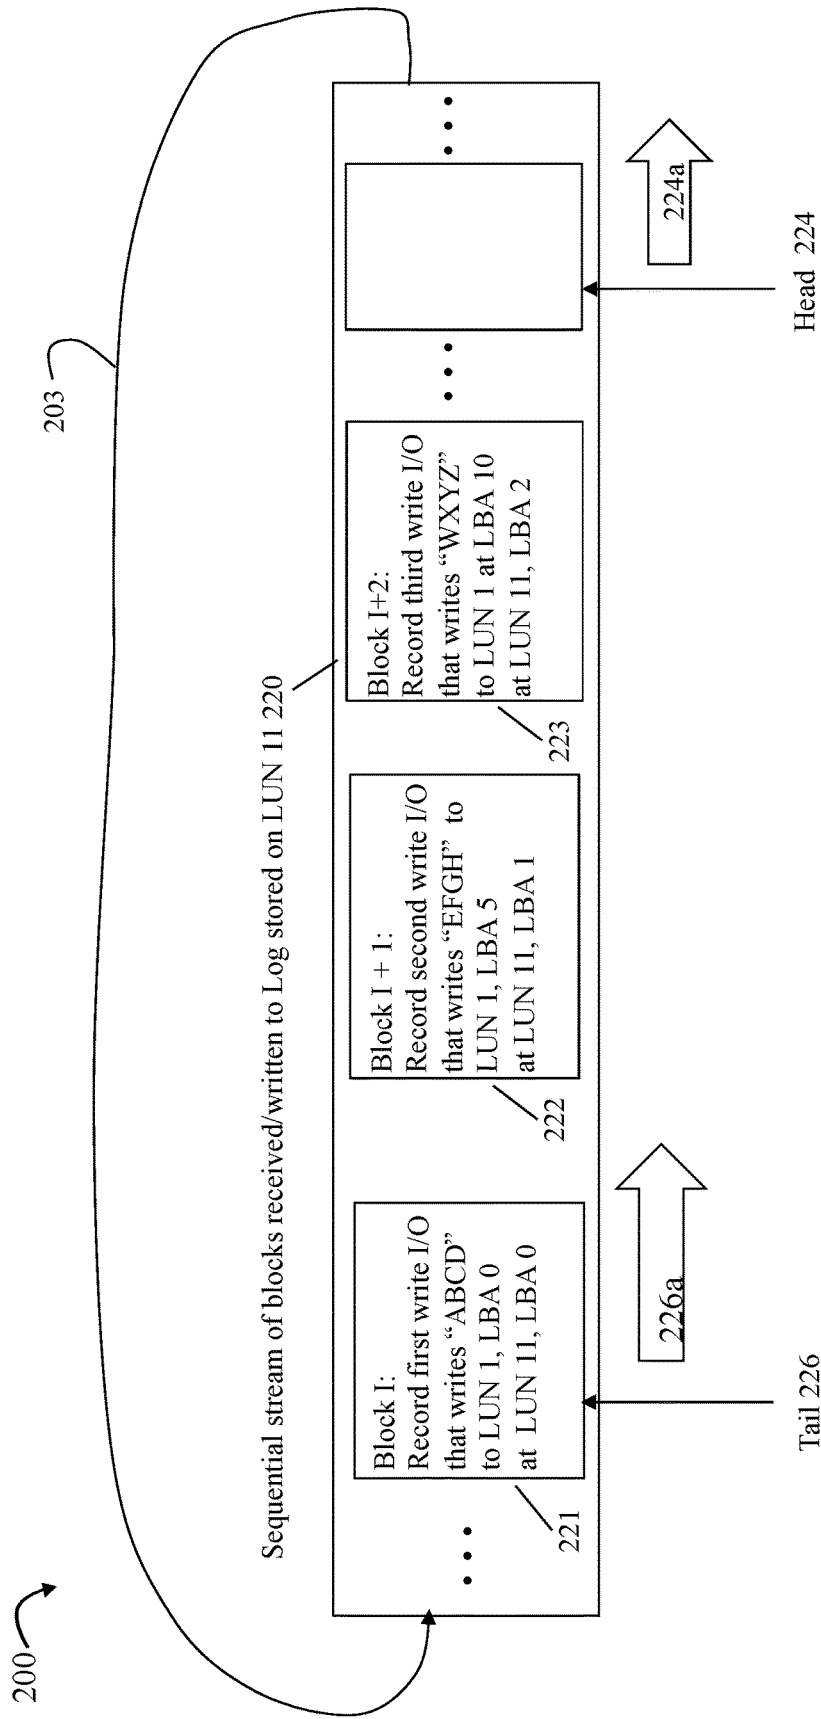 200
203
Sequential stream of blocks received/written to Log stored on LUN 11 220
Block I:
Record first write I/O
that writes “ABCD”
to LUN 1, LBA 0
at LUN 11, LBA 0
221
Block I + 1:
Record second write I/O
that writes “EFGH” to
LUN 1, LBA 5
at LUN 11, LBA 1
222
Block I+2:
Record third write I/O
that writes “WXYZ”
to LUN 1 at LBA 10
at LUN 11, LBA 2
223
226a
224a
Tail 226
Head 224